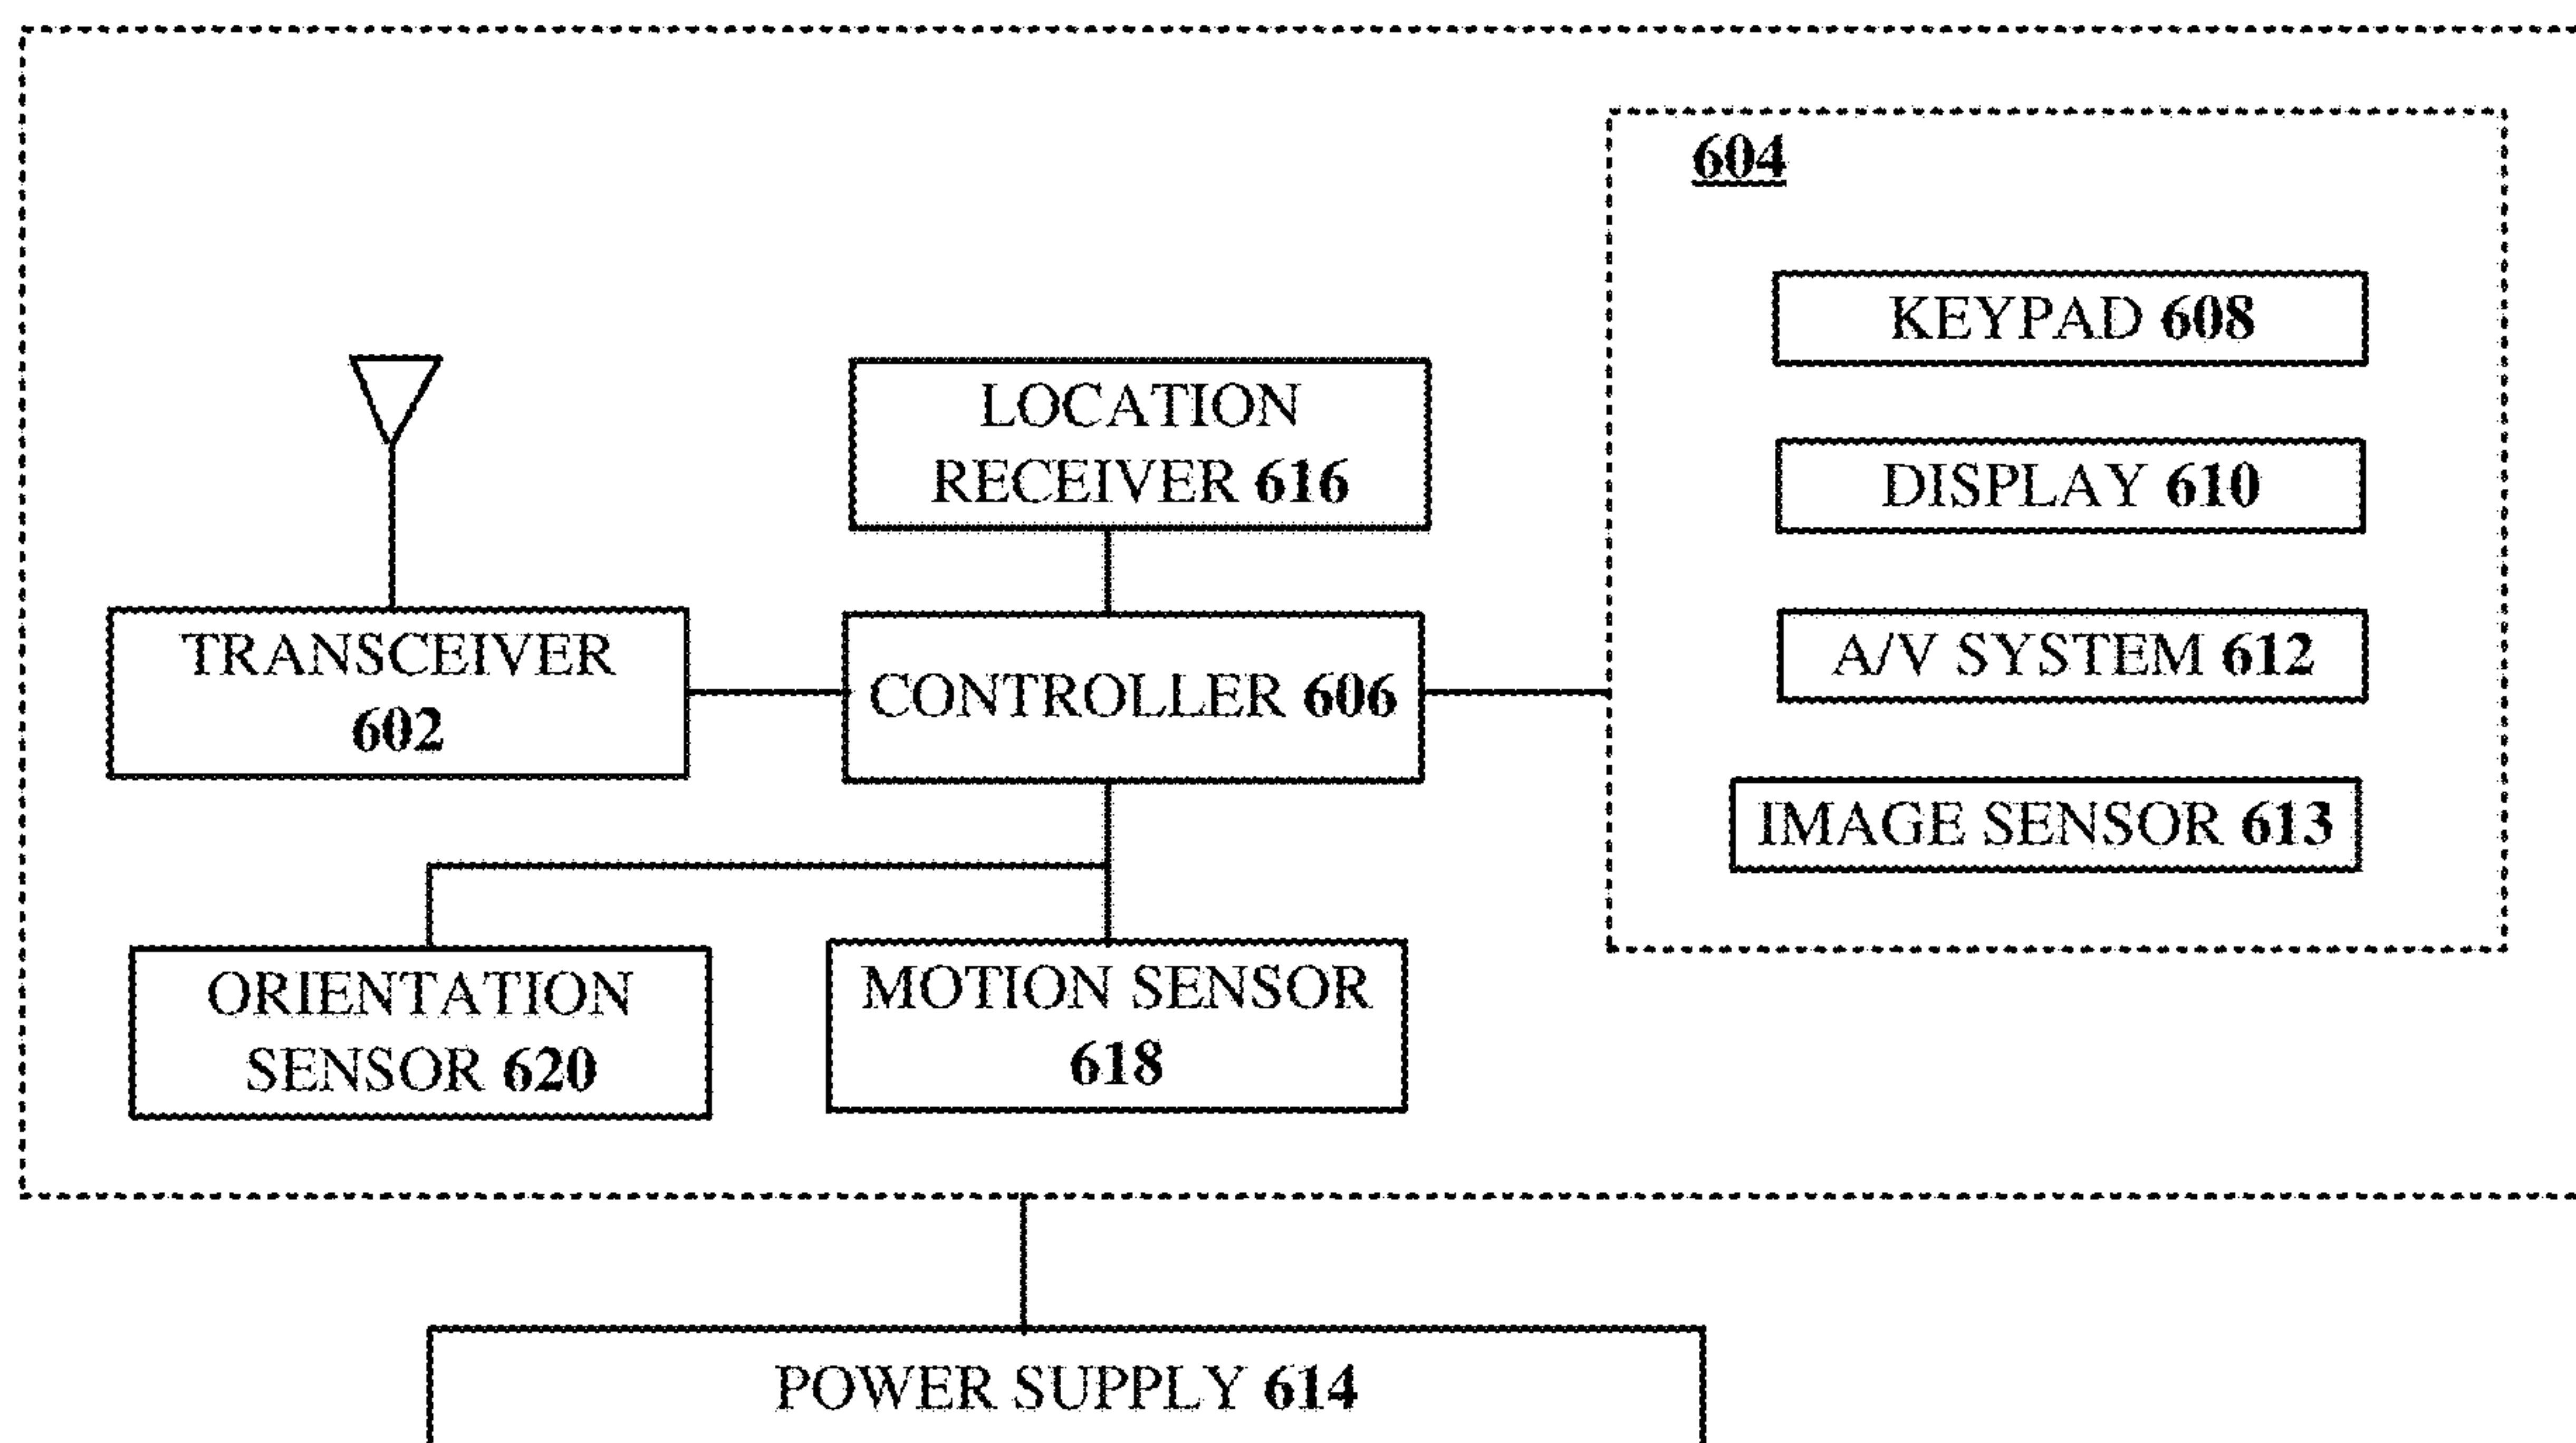 604
KEYPAD 608
DISPLAY 610
A/V SYSTEM 612
IMAGE SENSOR 613
LOCATION
RECEIVER 616
TRANSCEIVER
602
CONTROLLER 606
ORIENTATION
SENSOR 620
MOTION SENSOR
618
POWER SUPPLY 614